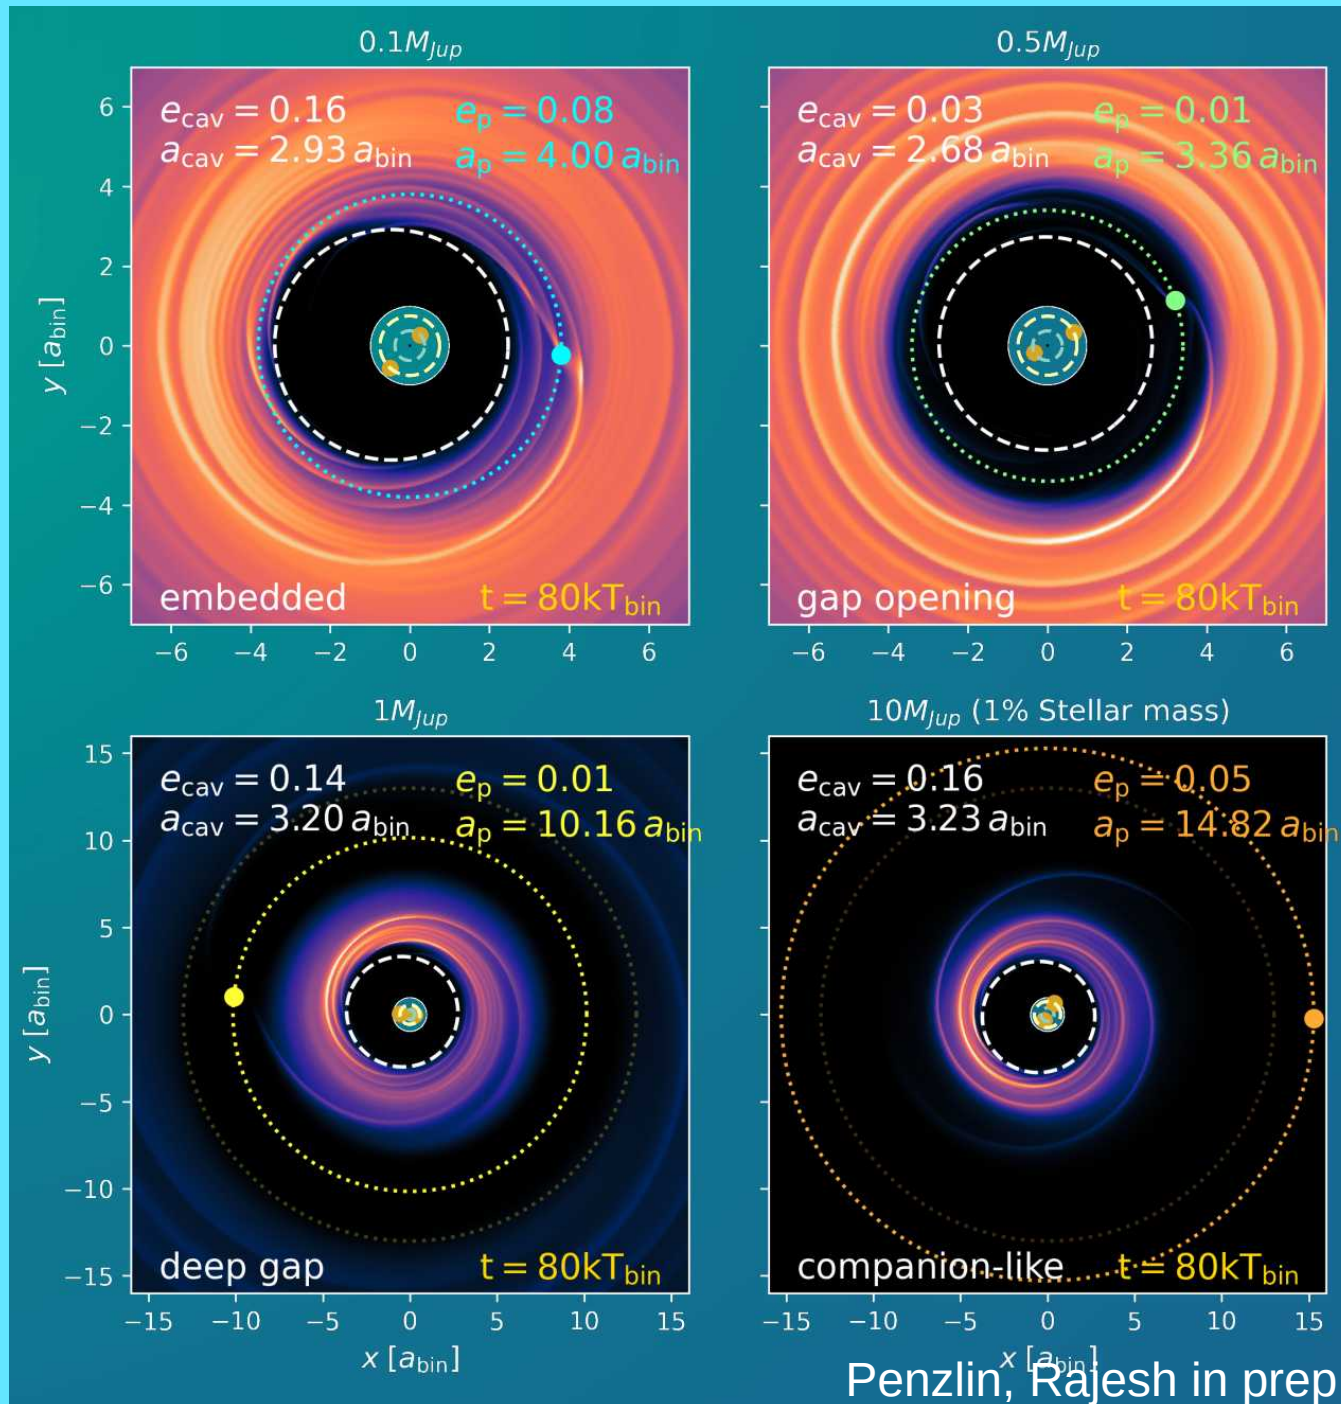 0.1M_Jup
e_cav = 0.16
e_p = 0.08
a_cav = 2.93 a_bin
a_p = 4.00 a_bin
6
4
2
0
−2
−4
−6
y [a_bin]
embedded
t = 80kT_bin
−6 −4 −2 0 2 4 6
0.5M_Jup
e_cav = 0.03
e_p = 0.01
a_cav = 2.68 a_bin
a_p = 3.36 a_bin
gap opening
t = 80kT_bin
−6 −4 −2 0 2 4 6
1M_Jup
e_cav = 0.14
e_p = 0.01
a_cav = 3.20 a_bin
a_p = 10.16 a_bin
15
10
5
0
−5
−10
−15
y [a_bin]
deep gap
t = 80kT_bin
−15 −10 −5 0 5 10 15
x [a_bin]
10M_Jup (1% Stellar mass)
e_cav = 0.16
e_p = 0.05
a_cav = 3.23 a_bin
a_p = 14.82 a_bin
companion-like
t = 80kT_bin
−15 −10 −5 0 5 10 15
x [a_bin]
Penzlin, Rajesh in prep